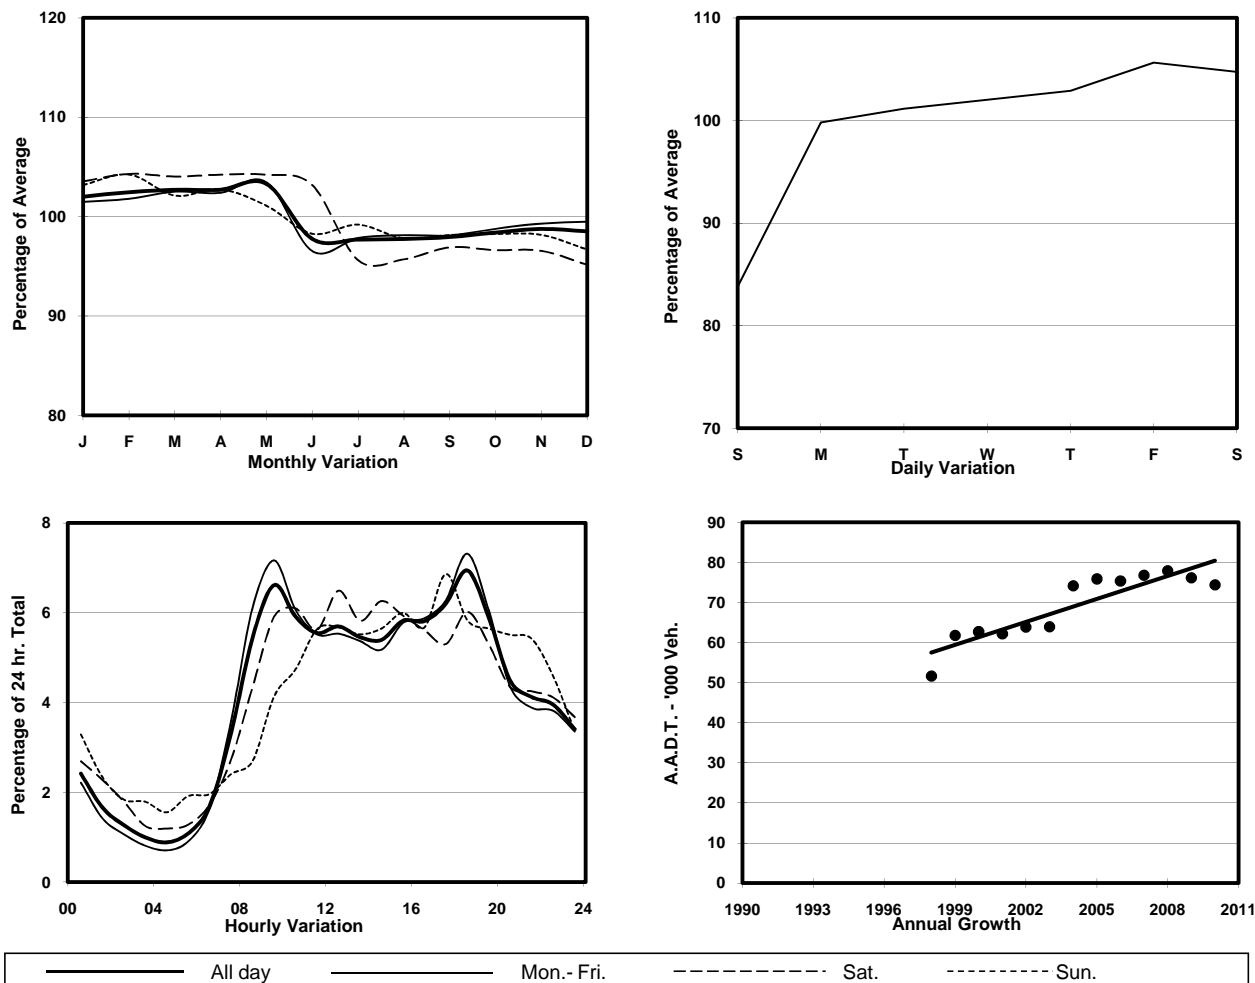 120
110
100
90
80
Percentage of Average
J F M A M J J A S O N D
Monthly Variation
110
100
90
80
70
Percentage of Average
S M T W T F S
Daily Variation
8
6
4
2
0
Percentage of 24 hr. Total
00 04 08 12 16 20 24
Hourly Variation
90
80
70
60
50
40
30
20
10
0
A.A.D.T. - '000 Veh.
1990 1993 1996 1999 2002 2005 2008 2011
Annual Growth
All day Mon.- Fri. Sat. Sun.